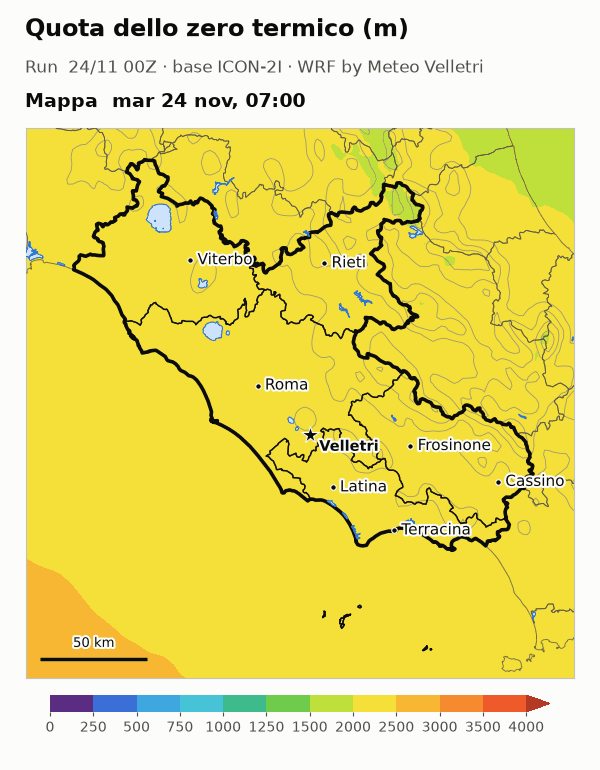 Quota dello zero termico (m)
Run 24/11 00Z · base ICON-2I · WRF by Meteo Velletri
Mappa mar 24 nov, 07:00
Viterbo
Rieti
Roma
Velletri
Frosinone
Latina
Cassino
Terracina
50 km
0 250 500 750 1000 1250 1500 2000 2500 3000 3500 4000